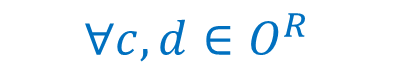 ∀c, d ∈ O^R